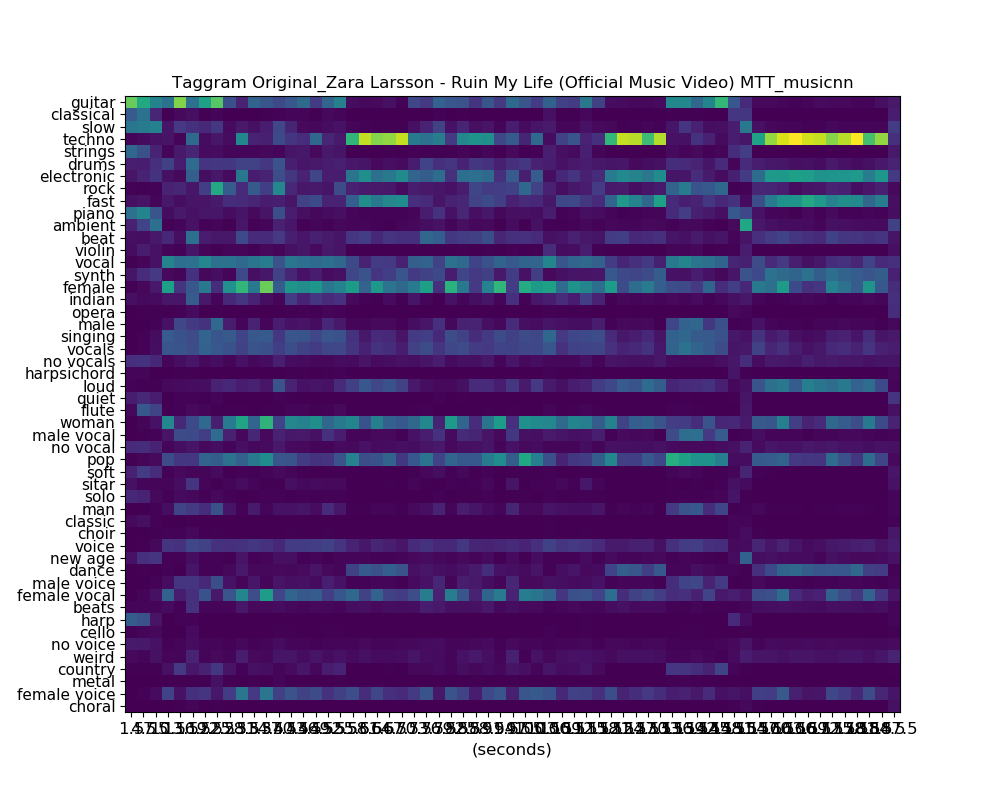 Taggram Original_Zara Larsson - Ruin My Life (Official Music Video) MTT_musicnn
guitar
classical
slow
techno
strings
drums
electronic
rock
fast
piano
ambient
beat
violin
vocal
synth
female
indian
opera
male
singing
vocals
no vocals
harpsichord
loud
quiet
flute
woman
male vocal
no vocal
pop
soft
sitar
solo
man
classic
choir
voice
new age
dance
male voice
female vocal
beats
harp
cello
no voice
weird
country
metal
female voice
choral
(seconds)